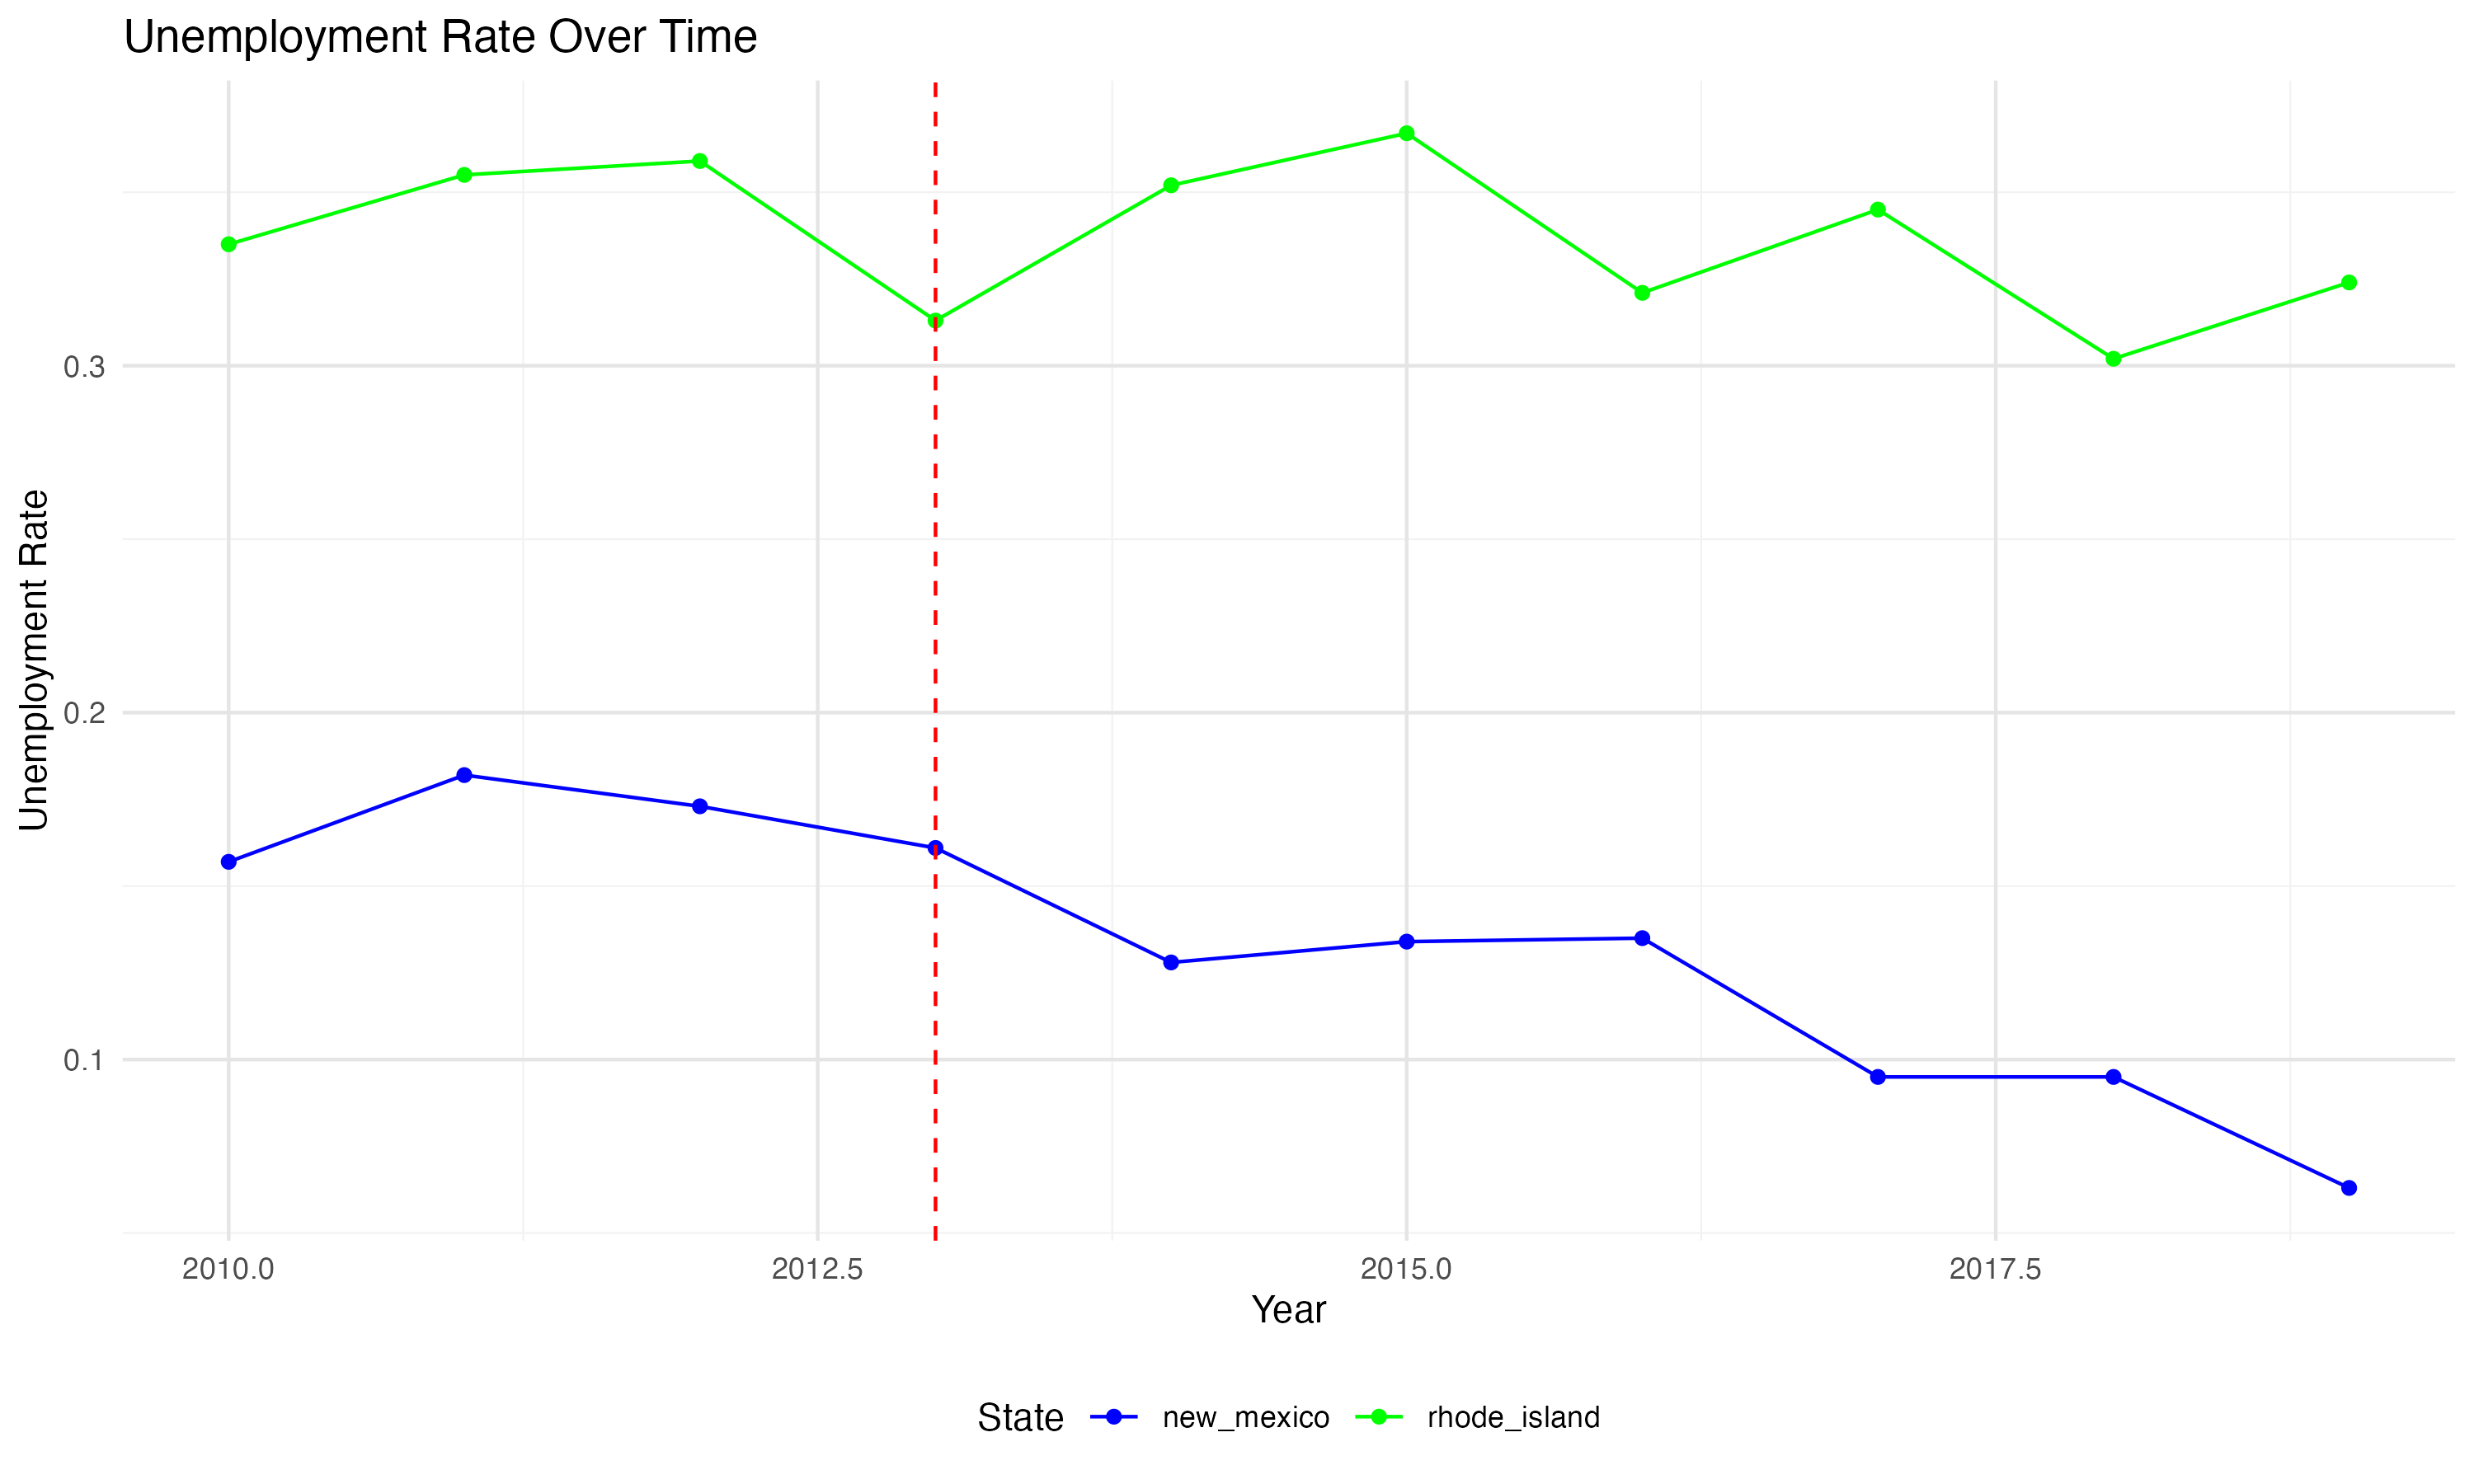 Unemployment Rate Over Time
Unemployment Rate
0.3
0.2
0.1
2010.0 2012.5 2015.0 2017.5
Year
State new_mexico rhode_island